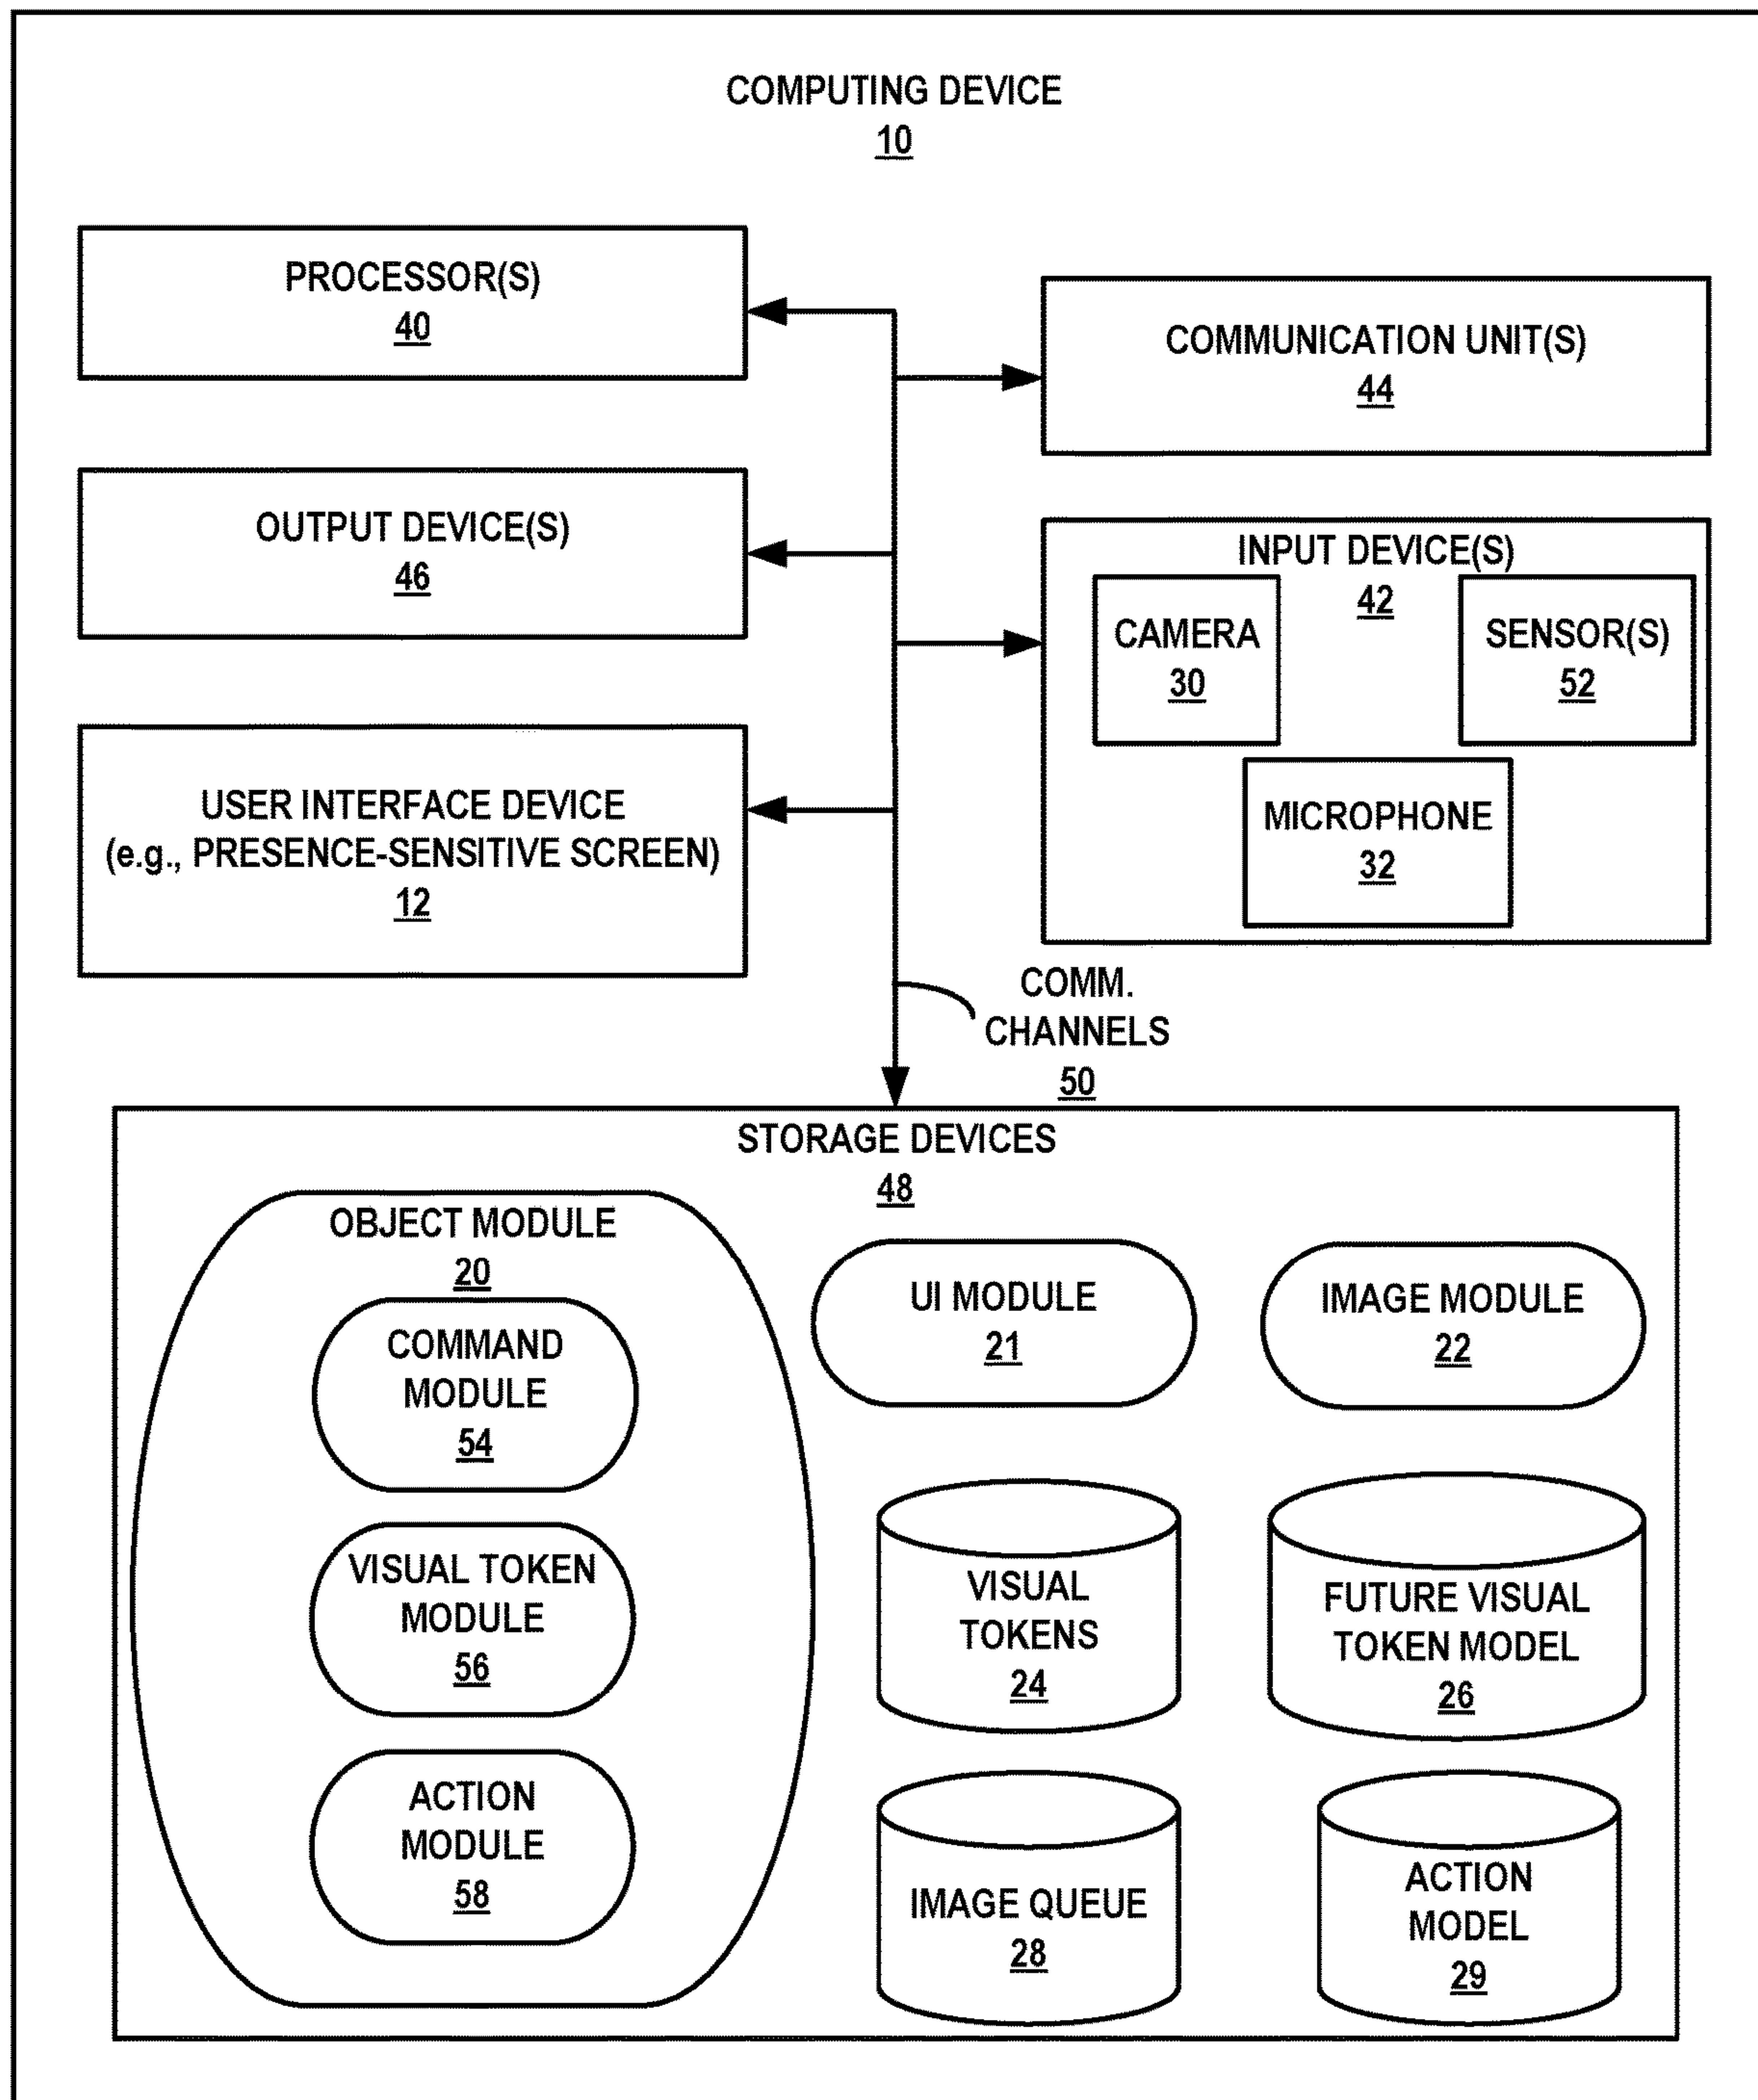 COMPUTING DEVICE
10
PROCESSOR(S)
40
COMMUNICATION UNIT(S)
44
OUTPUT DEVICE(S)
46
INPUT DEVICE(S)
42
CAMERA
30
SENSOR(S)
52
MICROPHONE
32
USER INTERFACE DEVICE
(e.g., PRESENCE-SENSITIVE SCREEN)
12
COMM.
CHANNELS
50
STORAGE DEVICES
48
OBJECT MODULE
20
COMMAND
MODULE
54
VISUAL TOKEN
MODULE
56
ACTION
MODULE
58
UI MODULE
21
IMAGE MODULE
22
VISUAL
TOKENS
24
FUTURE VISUAL
TOKEN MODEL
26
IMAGE QUEUE
28
ACTION
MODEL
29